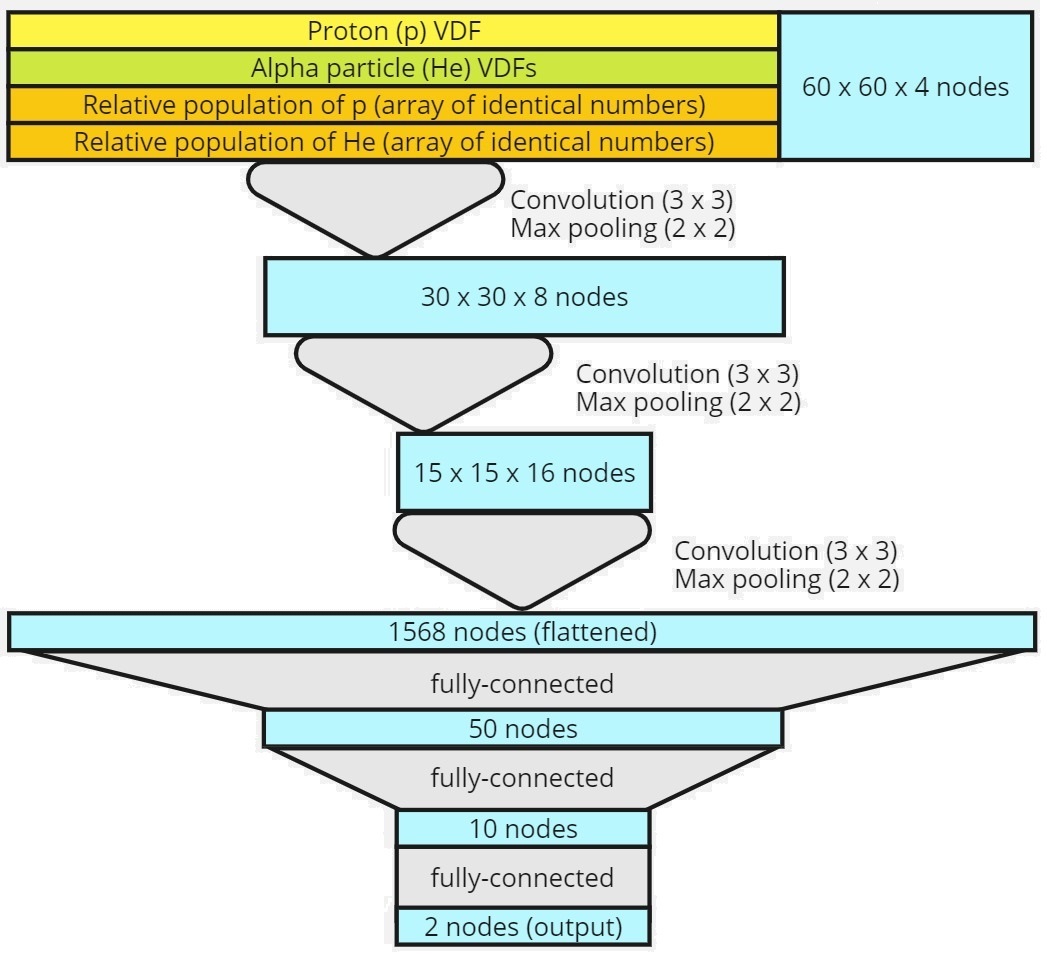 Proton (p) VDF
Alpha particle (He) VDFs
Relative population of p (array of identical numbers)
Relative population of He (array of identical numbers)
60 x 60 x 4 nodes
Convolution (3 x 3)
Max pooling (2 x 2)
30 x 30 x 8 nodes
Convolution (3 x 3)
Max pooling (2 x 2)
15 x 15 x 16 nodes
Convolution (3 x 3)
Max pooling (2 x 2)
1568 nodes (flattened)
fully-connected
50 nodes
fully-connected
10 nodes
fully-connected
2 nodes (output)